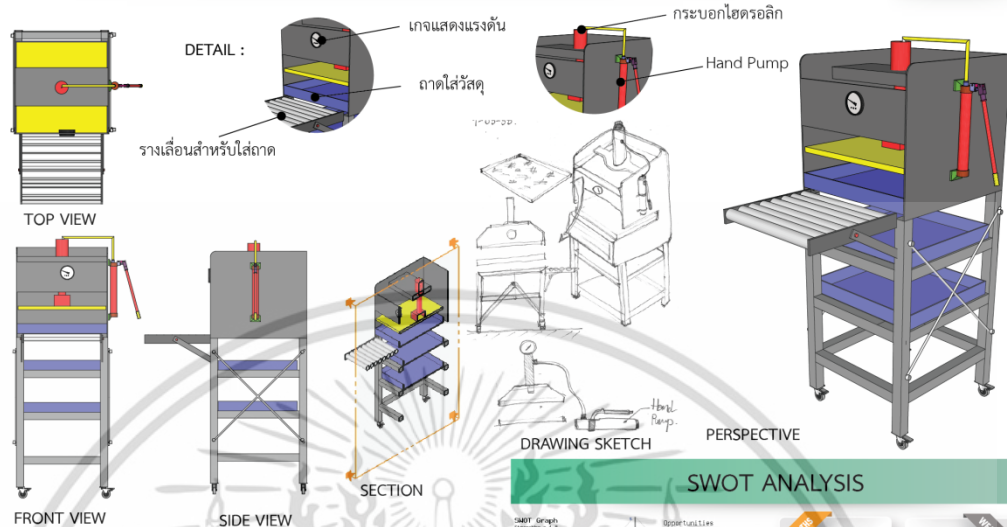 เกจแสดงแรงดัน
กระบอกไฮดรอลิก
DETAIL :
Hand Pump
ถาดใส่วัสดุ
รางเลื่อนสำหรับใส่ถาด
TOP VIEW
Hand
Pump.
DRAWING SKETCH
PERSPECTIVE
SECTION
SWOT ANALYSIS
FRONT VIEW
SIDE VIEW
SWOT Graph
Opportunities